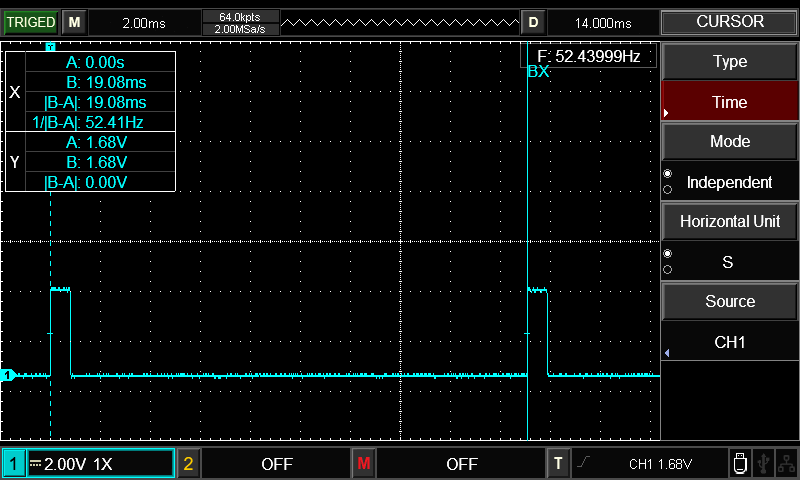 TRIGED M 2.00ms 64.0kpts D 14.000ms CURSOR
2.00MSa/s
T
F: 52.43999Hz
BX
X
A: 0.00s
B: 19.08ms
|B-A|: 19.08ms
1/|B-A|: 52.41Hz
Y
A: 1.68V
B: 1.68V
|B-A|: 0.00V
Type
Time
Mode
Independent
Horizontal Unit
S
Source
CH1
1
1 2.00V 1X 2 OFF M OFF T CH1 1.68V